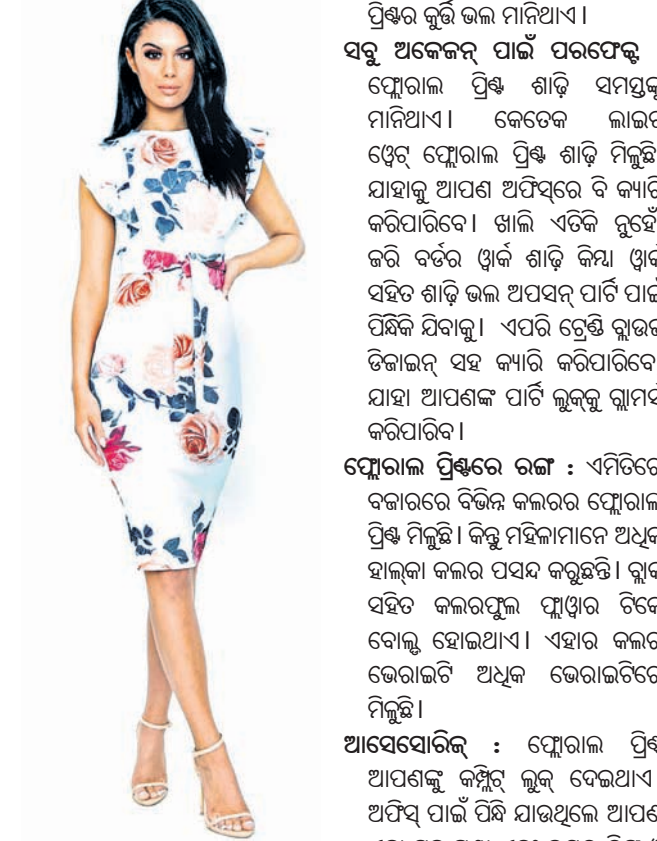 ପ୍ରିଣ୍ଟର କୁର୍ତ୍ତି ଭଲ ମାନିଥାଏ ।
ସବୁ ଅକେଜନ୍ ପାଇଁ ପରଫେକ୍ଟ
ଫ୍ଲୋରାଲ ପ୍ରିଣ୍ଟ ଶାଢ଼ି ସମସ୍ତଙ୍କୁ
ମାନିଥାଏ । କେତେକ ଲାଇଟ
ଓ୍ଵେଟ୍ ଫ୍ଲୋରାଲ ପ୍ରିଣ୍ଟ ଶାଢ଼ି ମିଳୁଛି
ଯାହାକୁ ଆପଣ ଅଫିସ୍‌ରେ ବି କ୍ୟାରି
କରିପାରିବେ । ଖାଲି ଏତିକି ନୁହେଁ
ଜରି ବର୍ଡର ଓ୍ଵାର୍କ ଶାଢ଼ି କିମ୍ୱା ଓ୍ଵାର୍କ
ସହିତ ଶାଢ଼ି ଭଲ ଅପସନ୍ ପାର୍ଟି ପାଇଁ
ପିନ୍ଧିକି ଯିବାକୁ । ଏପରି ଟ୍ରେଣ୍ଡି ବ୍ଲାଉଜ
ଡିଜାଇନ୍ ସହ କ୍ୟାରି କରିପାରିବେ
ଯାହା ଆପଣଙ୍କ ପାର୍ଟି ଲୁକ୍‌କୁ ଗ୍ଲାମର୍ସ
କରିପାରିବ ।
ଫ୍ଲୋରାଲ ପ୍ରିଣ୍ଟରେ ରଙ୍ଗ : ଏମିତିରେ
ବଜାରରେ ବିଭିନ୍ନ କଲରର ଫ୍ଲୋରାଲ
ପ୍ରିଣ୍ଟ ମିଳୁଛି । କିନ୍ତୁ ମହିଳାମାନେ ଅଧିକ
ହାଲ୍‌କା କଲର ପସନ୍ଦ କରୁଛନ୍ତି । ବ୍ଲାକ
ସହିତ କଲରଫୁଲ ଫ୍ଲାଓ୍ଵାର ଟିକେ
ବୋଲ୍ଡ ହୋଇଥାଏ । ଏହାର କଲର
ଭେରାଇଟି ଅଧିକ ଭେରାଇଟିରେ
ମିଳୁଛି ।
ଆସେସୋରିଜ୍ : ଫ୍ଲୋରାଲ ପ୍ରିଣ୍ଟ
ଆପଣଙ୍କୁ କମ୍ପ୍ଲିଟ୍ ଲୁକ୍ ଦେଇଥାଏ
ଅଫିସ୍ ପାଇଁ ପିନ୍ଧି ଯାଉଥିଲେ ଆପଣ